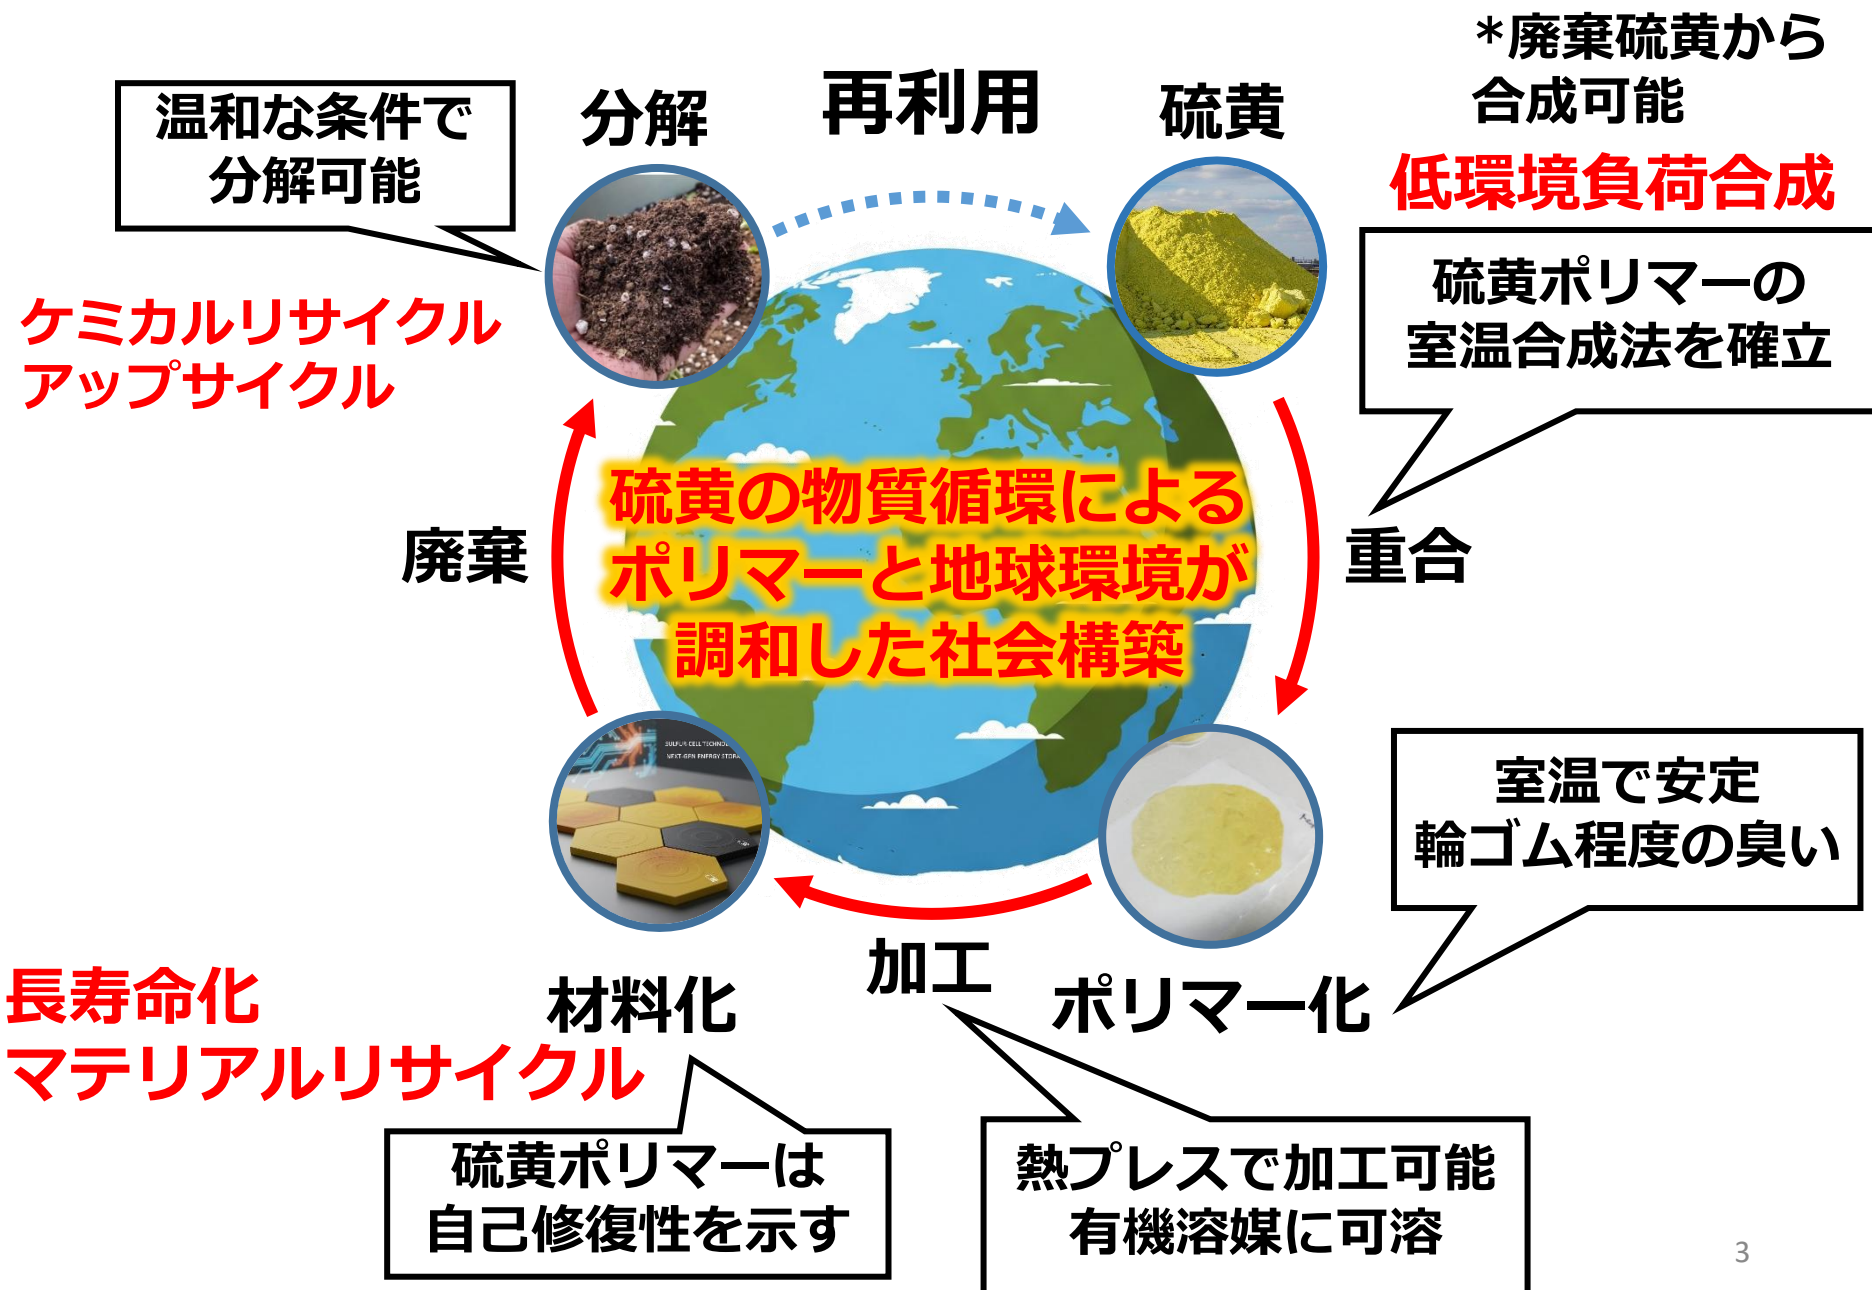 *廃棄硫黄から
合成可能
低環境負荷合成
再利用
分解
硫黄
温和な条件で
分解可能
ケミカルリサイクル
アップサイクル
硫黄ポリマーの
室温合成法を確立
硫黄の物質循環による
ポリマーと地球環境が
調和した社会構築
廃棄
重合
NEXT-GEN ENERGY
室温で安定
輪ゴム程度の臭い
加工
材料化
ポリマー化
長寿命化
マテリアルリサイクル
硫黄ポリマーは
自己修復性を示す
熱プレスで加工可能
有機溶媒に可溶
3